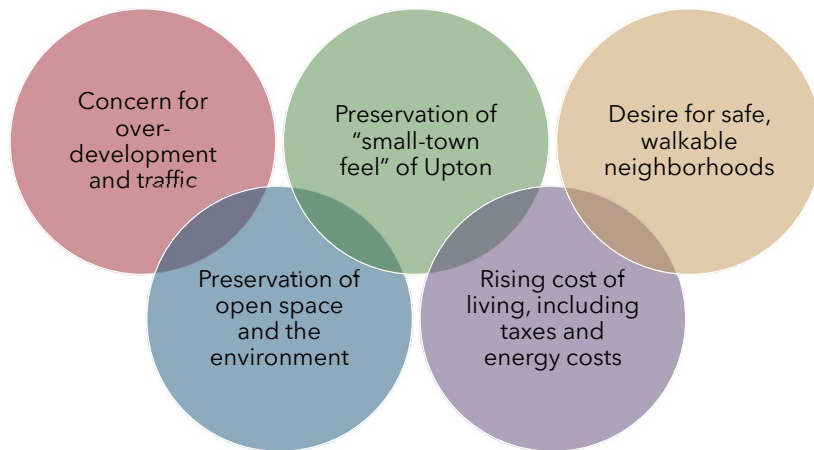 Concern for
over-
development
and traffic
Preservation of
“small-town
feel” of Upton
Desire for safe,
walkable
neighborhoods
Preservation of
open space
and the
environment
Rising cost of
living, including
taxes and
energy costs